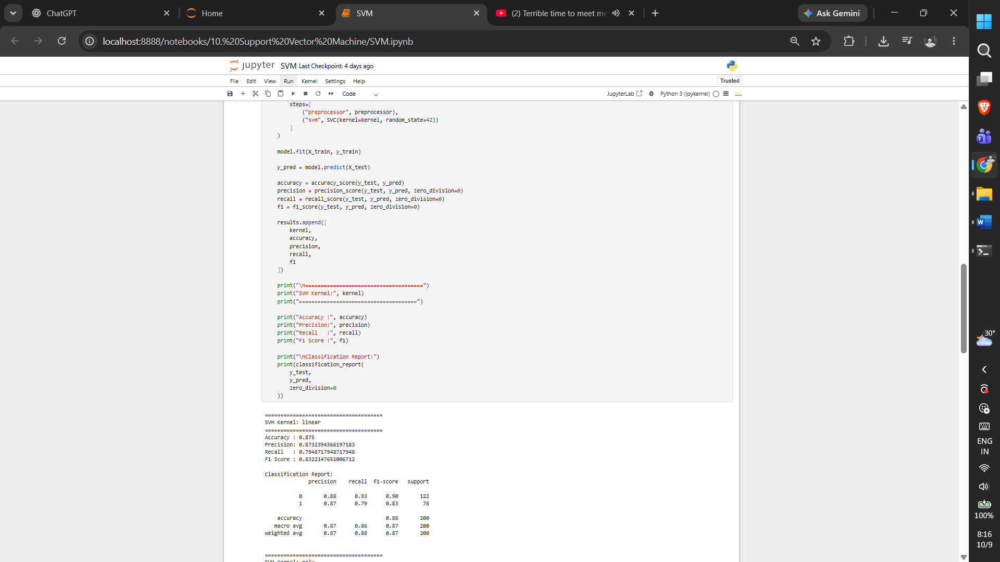 ChatGPT
Home
SVM
(2) Terrible time to meet me
Ask Gemini
localhost:8888/notebooks/10.%20Support%20Vector%20Machine/SVM.ipynb
jupyter SVM Last Checkpoint: 4 days ago
File Edit View Run Kernel Settings Help
Trusted
Code
JupyterLab
Python 3 (ipykernel)
steps=[
("preprocessor", preprocessor),
("svm", SVC(kernel=kernel, random_state=42))
]
)
model.fit(X_train, y_train)
y_pred = model.predict(X_test)
accuracy = accuracy_score(y_test, y_pred)
precision = precision_score(y_test, y_pred, zero_division=0)
recall = recall_score(y_test, y_pred, zero_division=0)
f1 = f1_score(y_test, y_pred, zero_division=0)
results.append([
kernel,
accuracy,
precision,
recall,
f1
])
print("\n======================================")
print("SVM Kernel:", kernel)
print("======================================")
print("Accuracy :", accuracy)
print("Precision:", precision)
print("Recall   :", recall)
print("F1 Score :", f1)
print("\nClassification Report:")
print(classification_report(
y_test,
y_pred,
zero_division=0
))
======================================
SVM Kernel: linear
======================================
Accuracy : 0.875
Precision: 0.8732394366197183
Recall   : 0.7948717948717948
F1 Score : 0.8322147651006712
Classification Report:
precision recall f1-score support
0 0.88 0.93 0.90 122
1 0.87 0.79 0.83 78
accuracy 0.88 200
macro avg 0.87 0.86 0.87 200
weighted avg 0.87 0.88 0.87 200
======================================
SVM Kernel: poly
30°
ENG
IN
100%
8:16
10/9